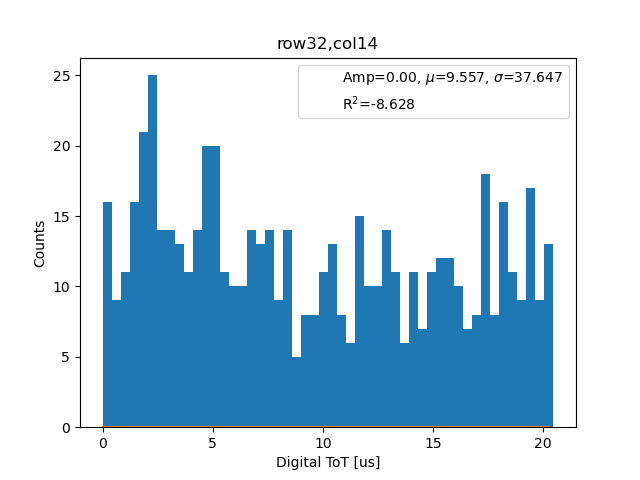 row32,col14
Amp=0.00, μ=9.557, σ=37.647
R²=-8.628
Counts
25
20
15
10
5
0
0 5 10 15 20
Digital ToT [us]